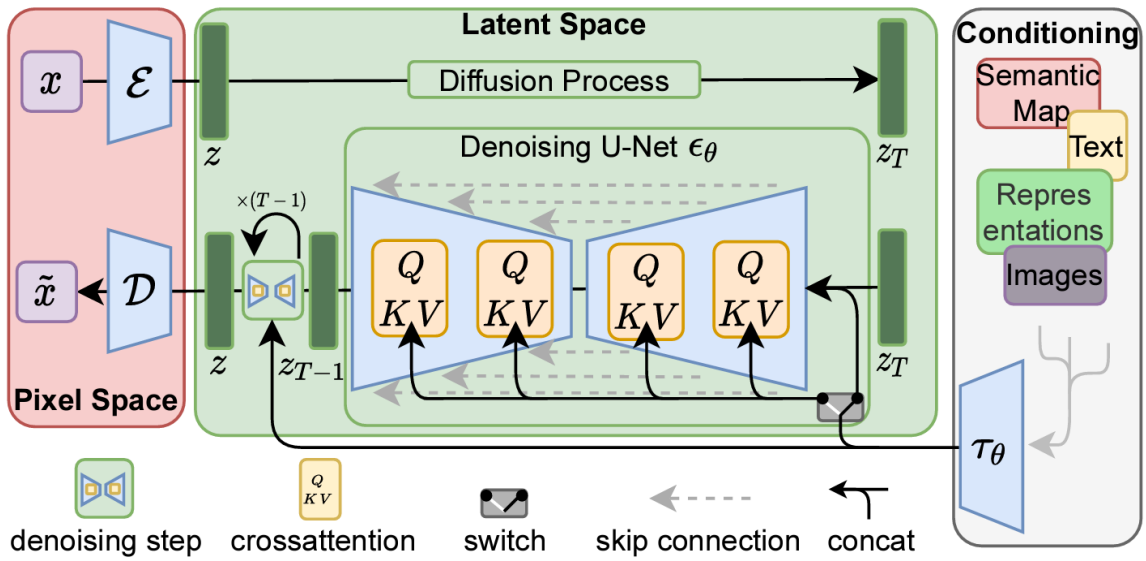 Latent Space
Conditioning
x
ℰ
Diffusion Process
Semantic
Map
Text
z
z_T
Denoising U-Net ϵ_θ
Repres
entations
Images
×(T−1)
Q
KV
Q
KV
Q
KV
Q
KV
x̃
𝒟
z
z_{T−1}
z_T
Pixel Space
τ_θ
Q
KV
denoising step
crossattention
switch
skip connection
concat